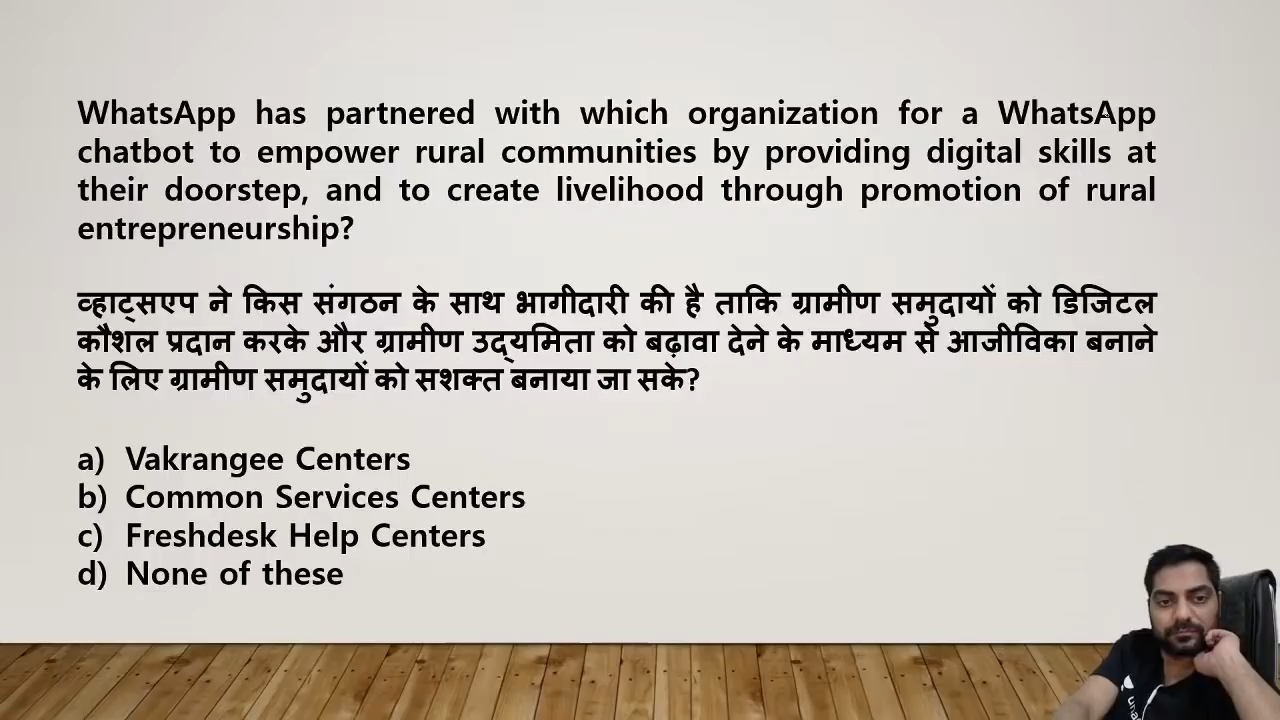 WhatsApp has partnered with which organization for a WhatsApp
chatbot to empower rural communities by providing digital skills at
their doorstep, and to create livelihood through promotion of rural
entrepreneurship?
व्हाट्सएप ने किस संगठन के साथ भागीदारी की है ताकि ग्रामीण समुदायों को डिजिटल
कौशल प्रदान करके और ग्रामीण उद्यमिता को बढ़ावा देने के माध्यम से आजीविका बनाने
के लिए ग्रामीण समुदायों को सशक्त बनाया जा सके?
a) Vakrangee Centers
b) Common Services Centers
c) Freshdesk Help Centers
d) None of these